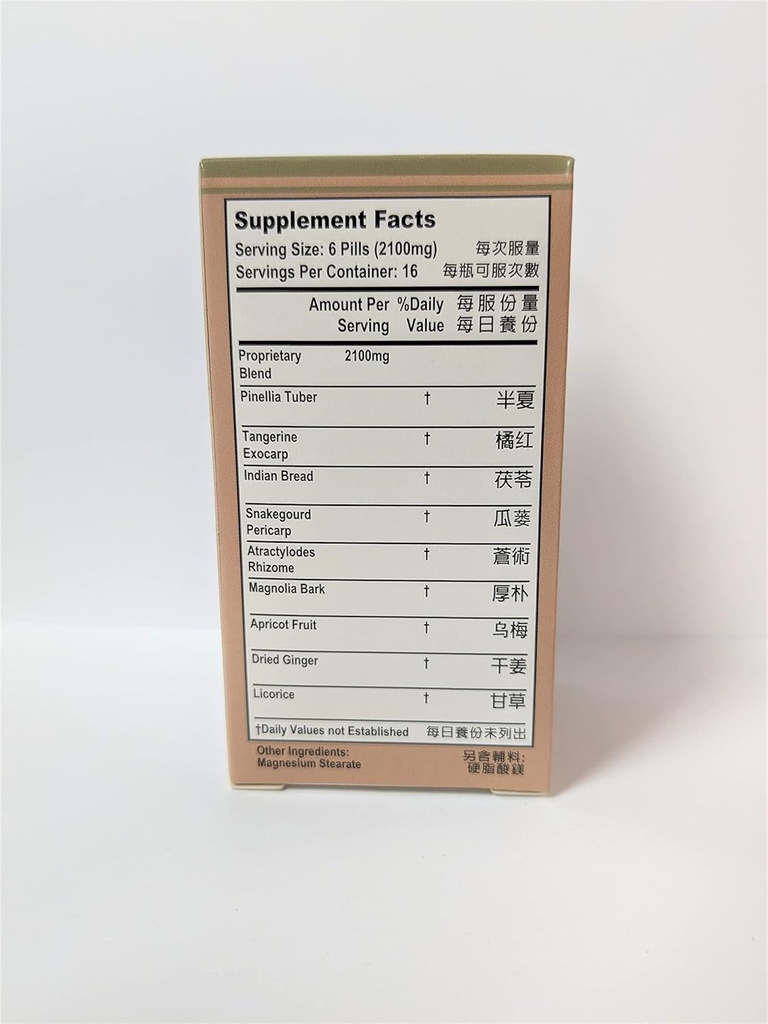 Supplement Facts
Serving Size: 6 Pills (2100mg) 每次服量
Servings Per Container: 16 每瓶可服次數
Amount Per %Daily 每服份量
Serving Value 每日養份
Proprietary 2100mg
Blend
Pinellia Tuber † 半夏
Tangerine † 橘红
Exocarp
Indian Bread † 茯苓
Snakegourd † 瓜蒌
Pericarp
Atractylodes † 蒼術
Rhizome
Magnolia Bark † 厚朴
Apricot Fruit † 乌梅
Dried Ginger † 干姜
Licorice † 甘草
†Daily Values not Established 每日養份未列出
Other Ingredients: 另含輔料:
Magnesium Stearate 硬脂酸鎂